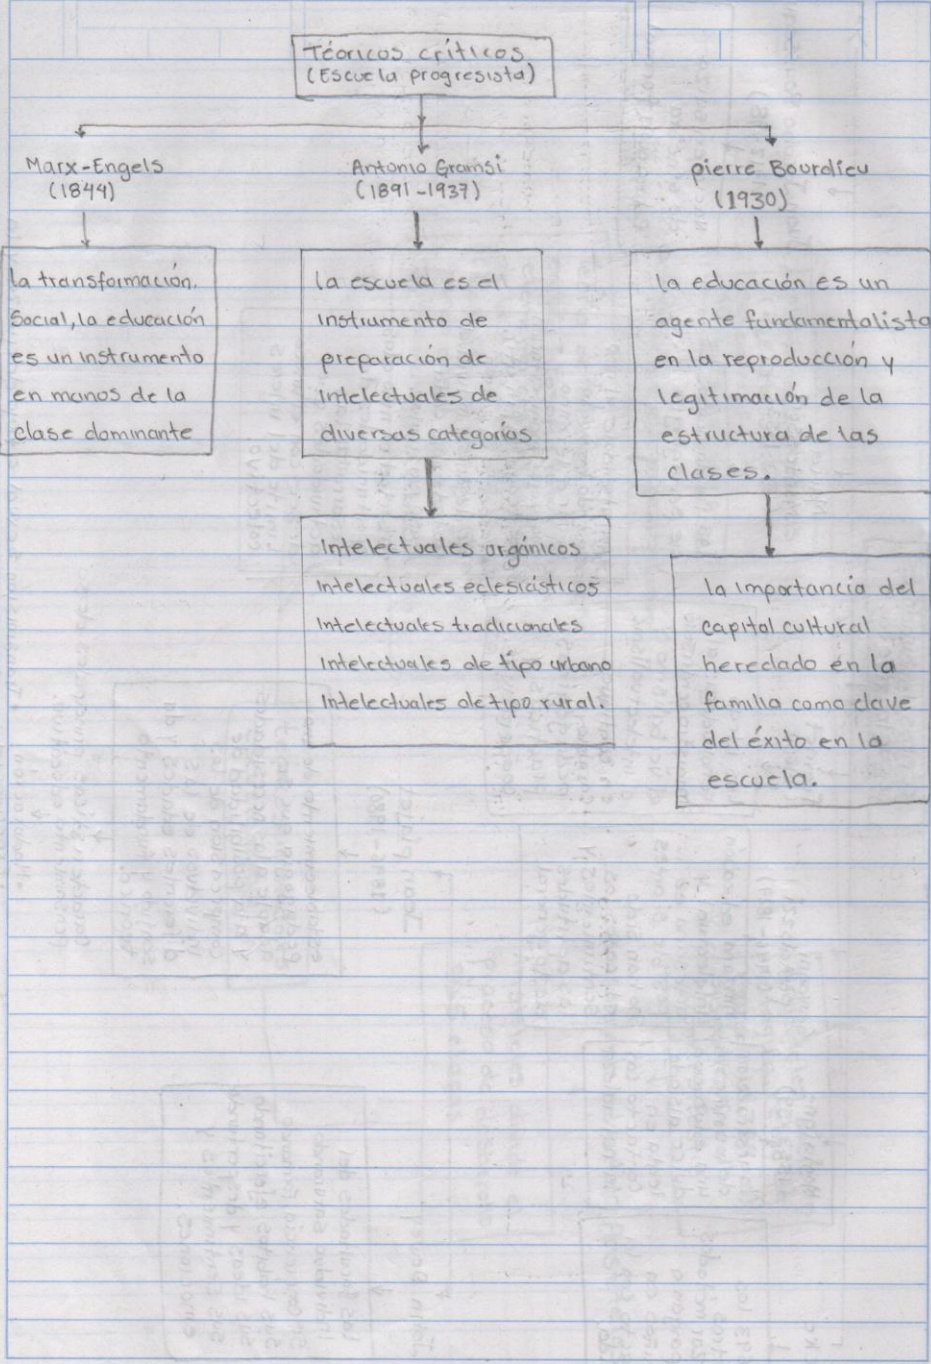 Téoricos críticos
(Escuela progresista)
Marx-Engels
(1844)
la transformación.
Social, la educación
es un instrumento
en manos de la
clase dominante
Antonio Gramsi
(1891-1937)
la escuela es el
instrumento de
preparación de
intelectuales de
diversas categorías
Intelectuales orgánicos
Intelectuales eclesiásticos
Intelectuales tradicionales
Intelectuales de tipo urbano
Intelectuales de tipo rural.
pierre Bourdieu
(1930)
la educación es un
agente fundamentalista
en la reproducción y
legitimación de la
estructura de las
clases.
la importancia del
capital cultural
heredado en la
familia como clave
del éxito en la
escuela.